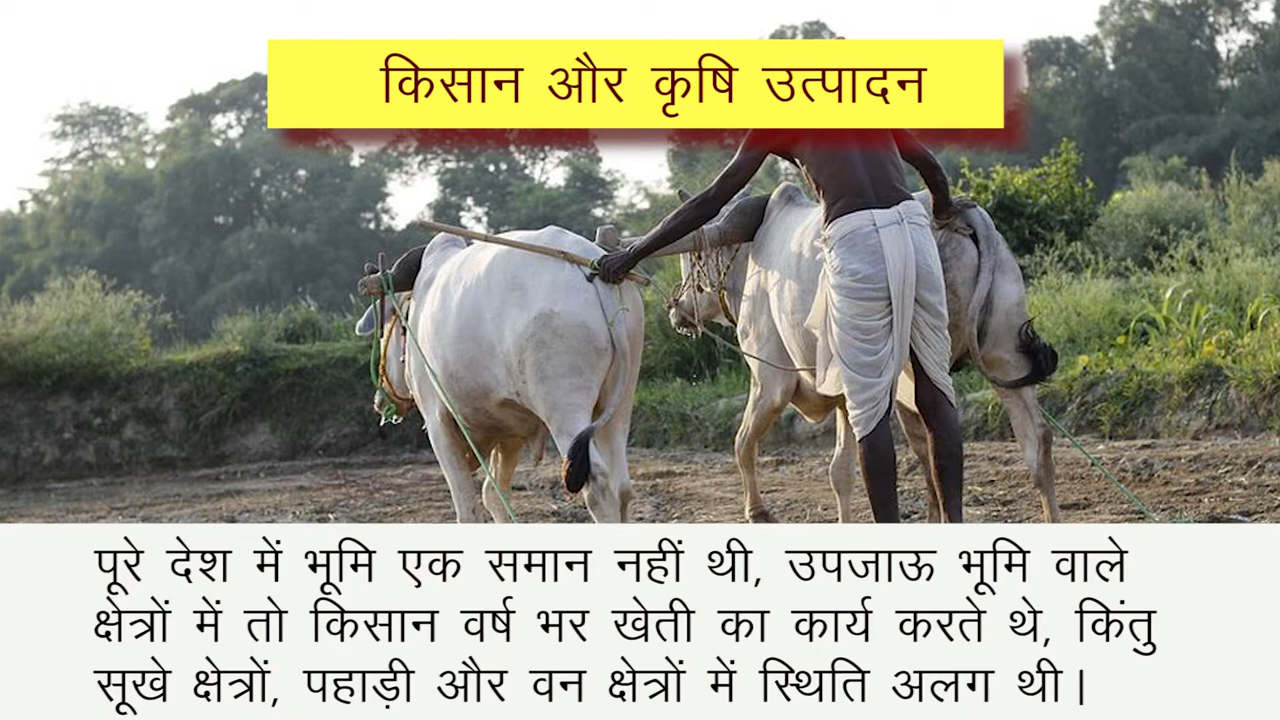 किसान और कृषि उत्पादन
पूरे देश में भूमि एक समान नहीं थी, उपजाऊ भूमि वाले
क्षेत्रों में तो किसान वर्ष भर खेती का कार्य करते थे, किंतु
सूखे क्षेत्रों, पहाड़ी और वन क्षेत्रों में स्थिति अलग थी।